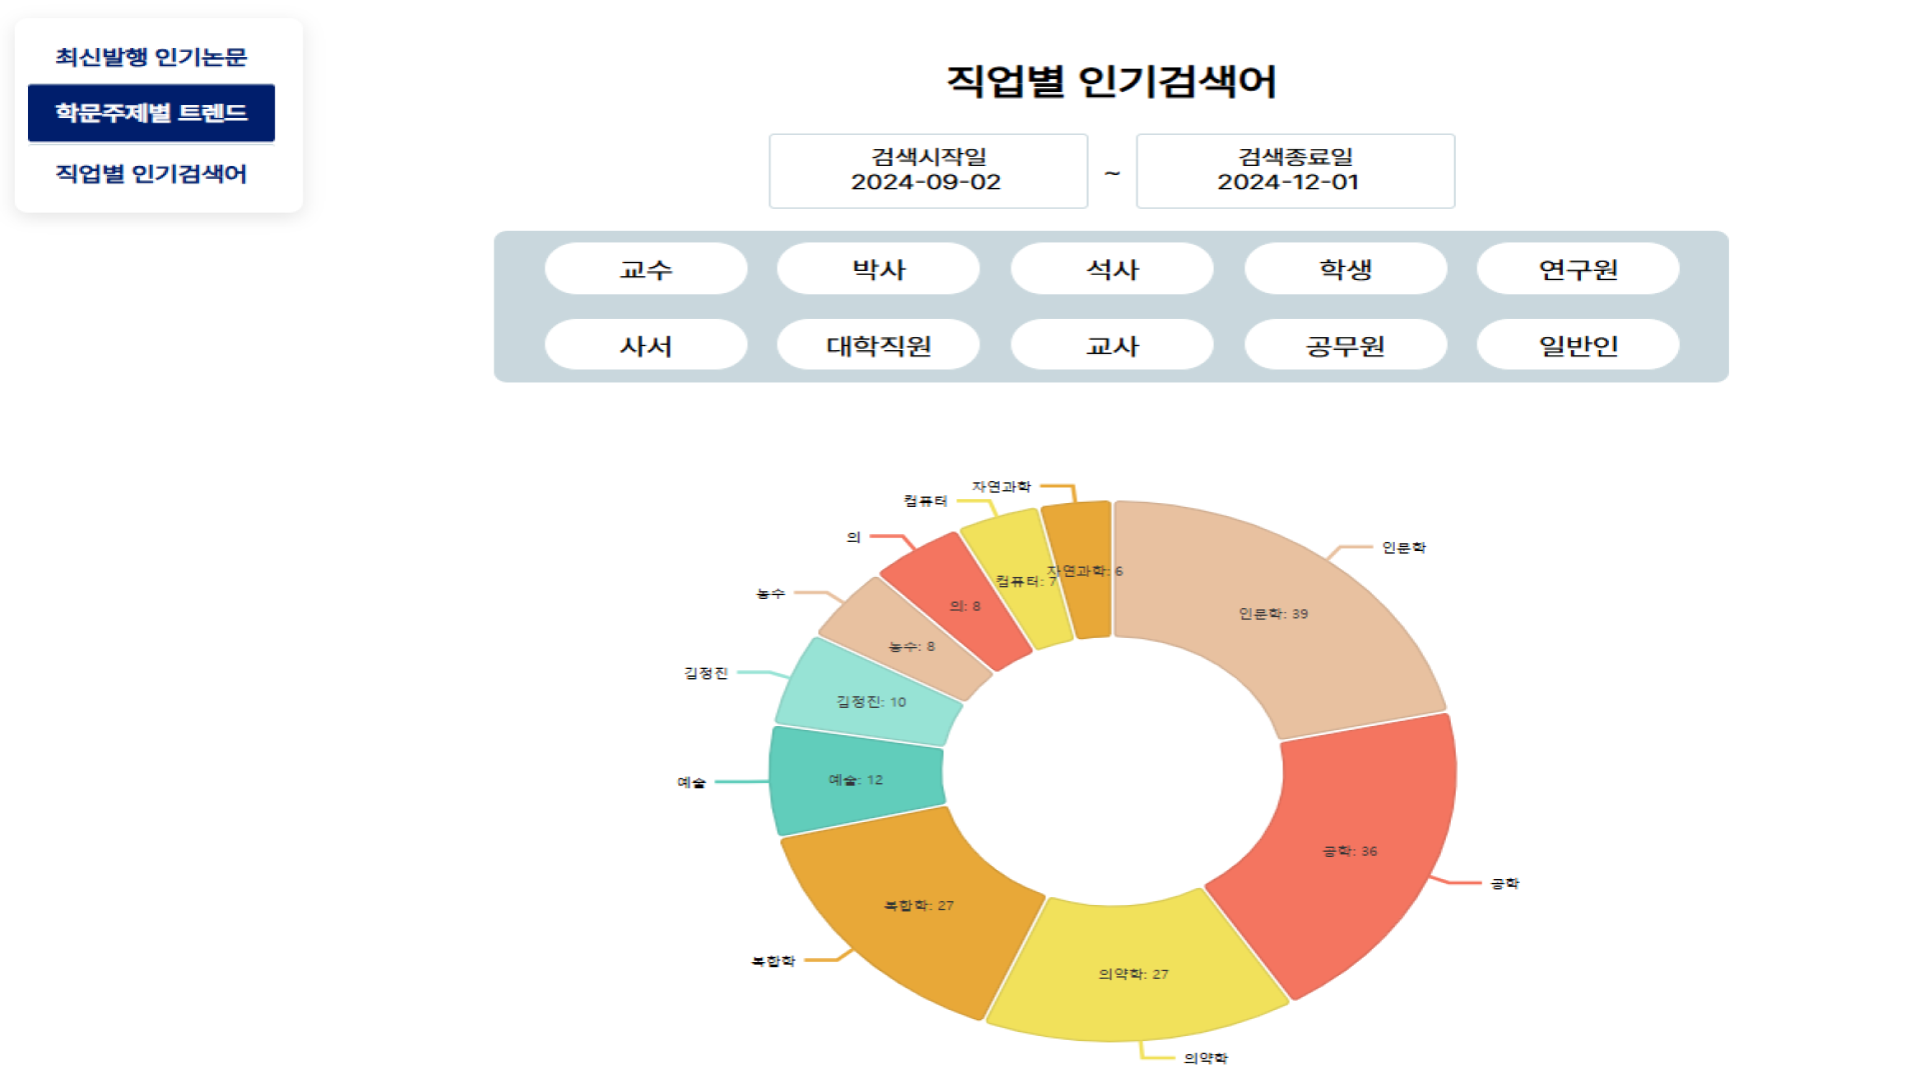 최신발행 인기논문
학문주제별 트렌드
직업별 인기검색어
직업별 인기검색어
검색시작일
2024-09-02
~
검색종료일
2024-12-01
교수
박사
석사
학생
연구원
사서
대학직원
교사
공무원
일반인
자연과학
컴퓨터
의
농수
김정진
예술
복합학
의약학
공학
인문학
자연과학: 6
컴퓨터: 7
의: 8
농수: 8
김정진: 10
예술: 12
복합학: 27
의약학: 27
공학: 36
인문학: 39